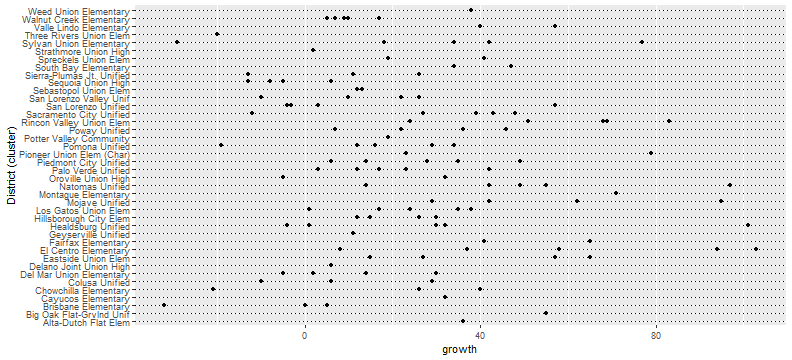 Weed Union Elementary
Walnut Creek Elementary
Valle Lindo Elementary
Three Rivers Union Elem
Sylvan Union Elementary
Strathmore Union High
Spreckels Union Elem
South Bay Elementary
Sierra-Plumas Jt. Unified
Sequoia Union High
Sebastopol Union Elem
San Lorenzo Valley Unif
San Lorenzo Unified
Sacramento City Unified
Rincon Valley Union Elem
Poway Unified
Potter Valley Community
Pomona Unified
Pioneer Union Elem (Char)
Piedmont City Unified
Palo Verde Unified
Oroville Union High
Natomas Unified
Montague Elementary
Mojave Unified
Los Gatos Union Elem
Hillsborough City Elem
Healdsburg Unified
Geyserville Unified
Fairfax Elementary
El Centro Elementary
Eastside Union Elem
Delano Joint Union High
Del Mar Union Elementary
Colusa Unified
Chowchilla Elementary
Cayucos Elementary
Brisbane Elementary
Big Oak Flat-Grvlnd Unif
Alta-Dutch Flat Elem
District (cluster)
0 40 80
growth